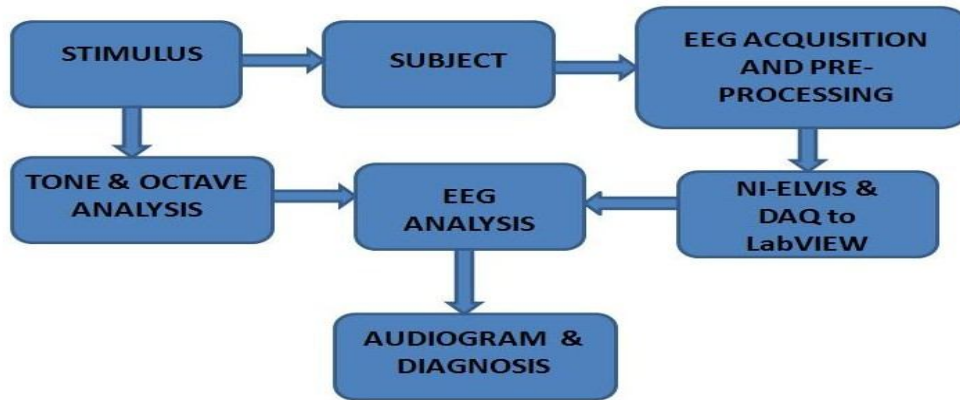 STIMULUS
SUBJECT
EEG ACQUISITION
AND PRE-
PROCESSING
TONE & OCTAVE
ANALYSIS
EEG
ANALYSIS
NI-ELVIS &
DAQ to
LabVIEW
AUDIOGRAM &
DIAGNOSIS